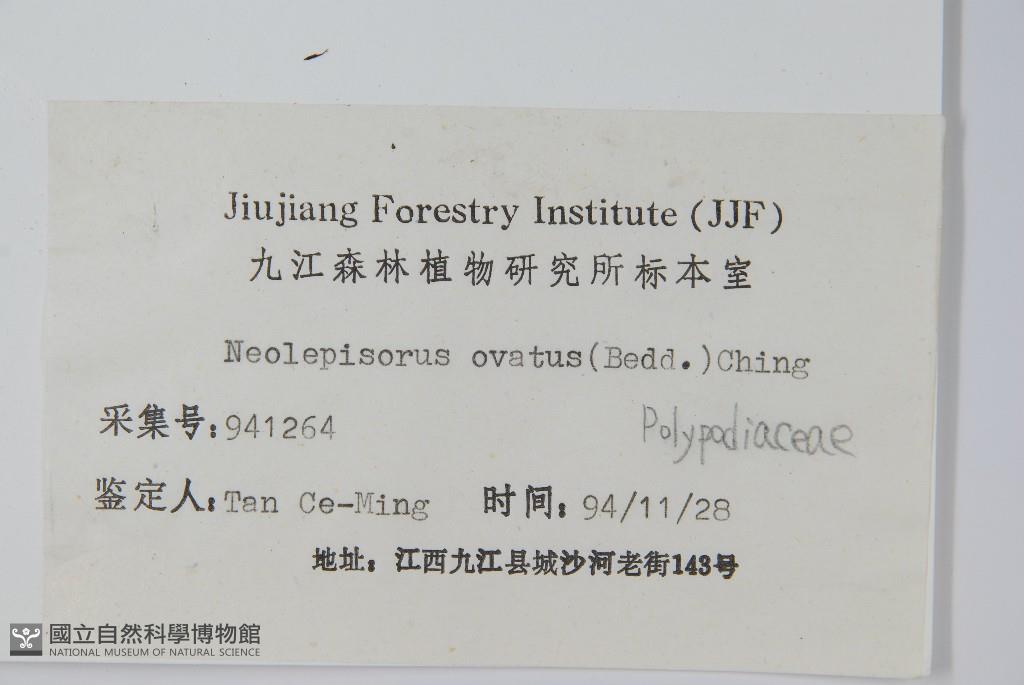 Jiujiang Forestry Institute (JJF)
九江森林植物研究所标本室
Neolepisorus ovatus(Bedd.)Ching
采集号:941264
Polypodiaceae
鉴定人:Tan Ce-Ming 时间:94/11/28
地址:江西九江县城沙河老街143号
國立自然科學博物館
NATIONAL MUSEUM OF NATURAL SCIENCE